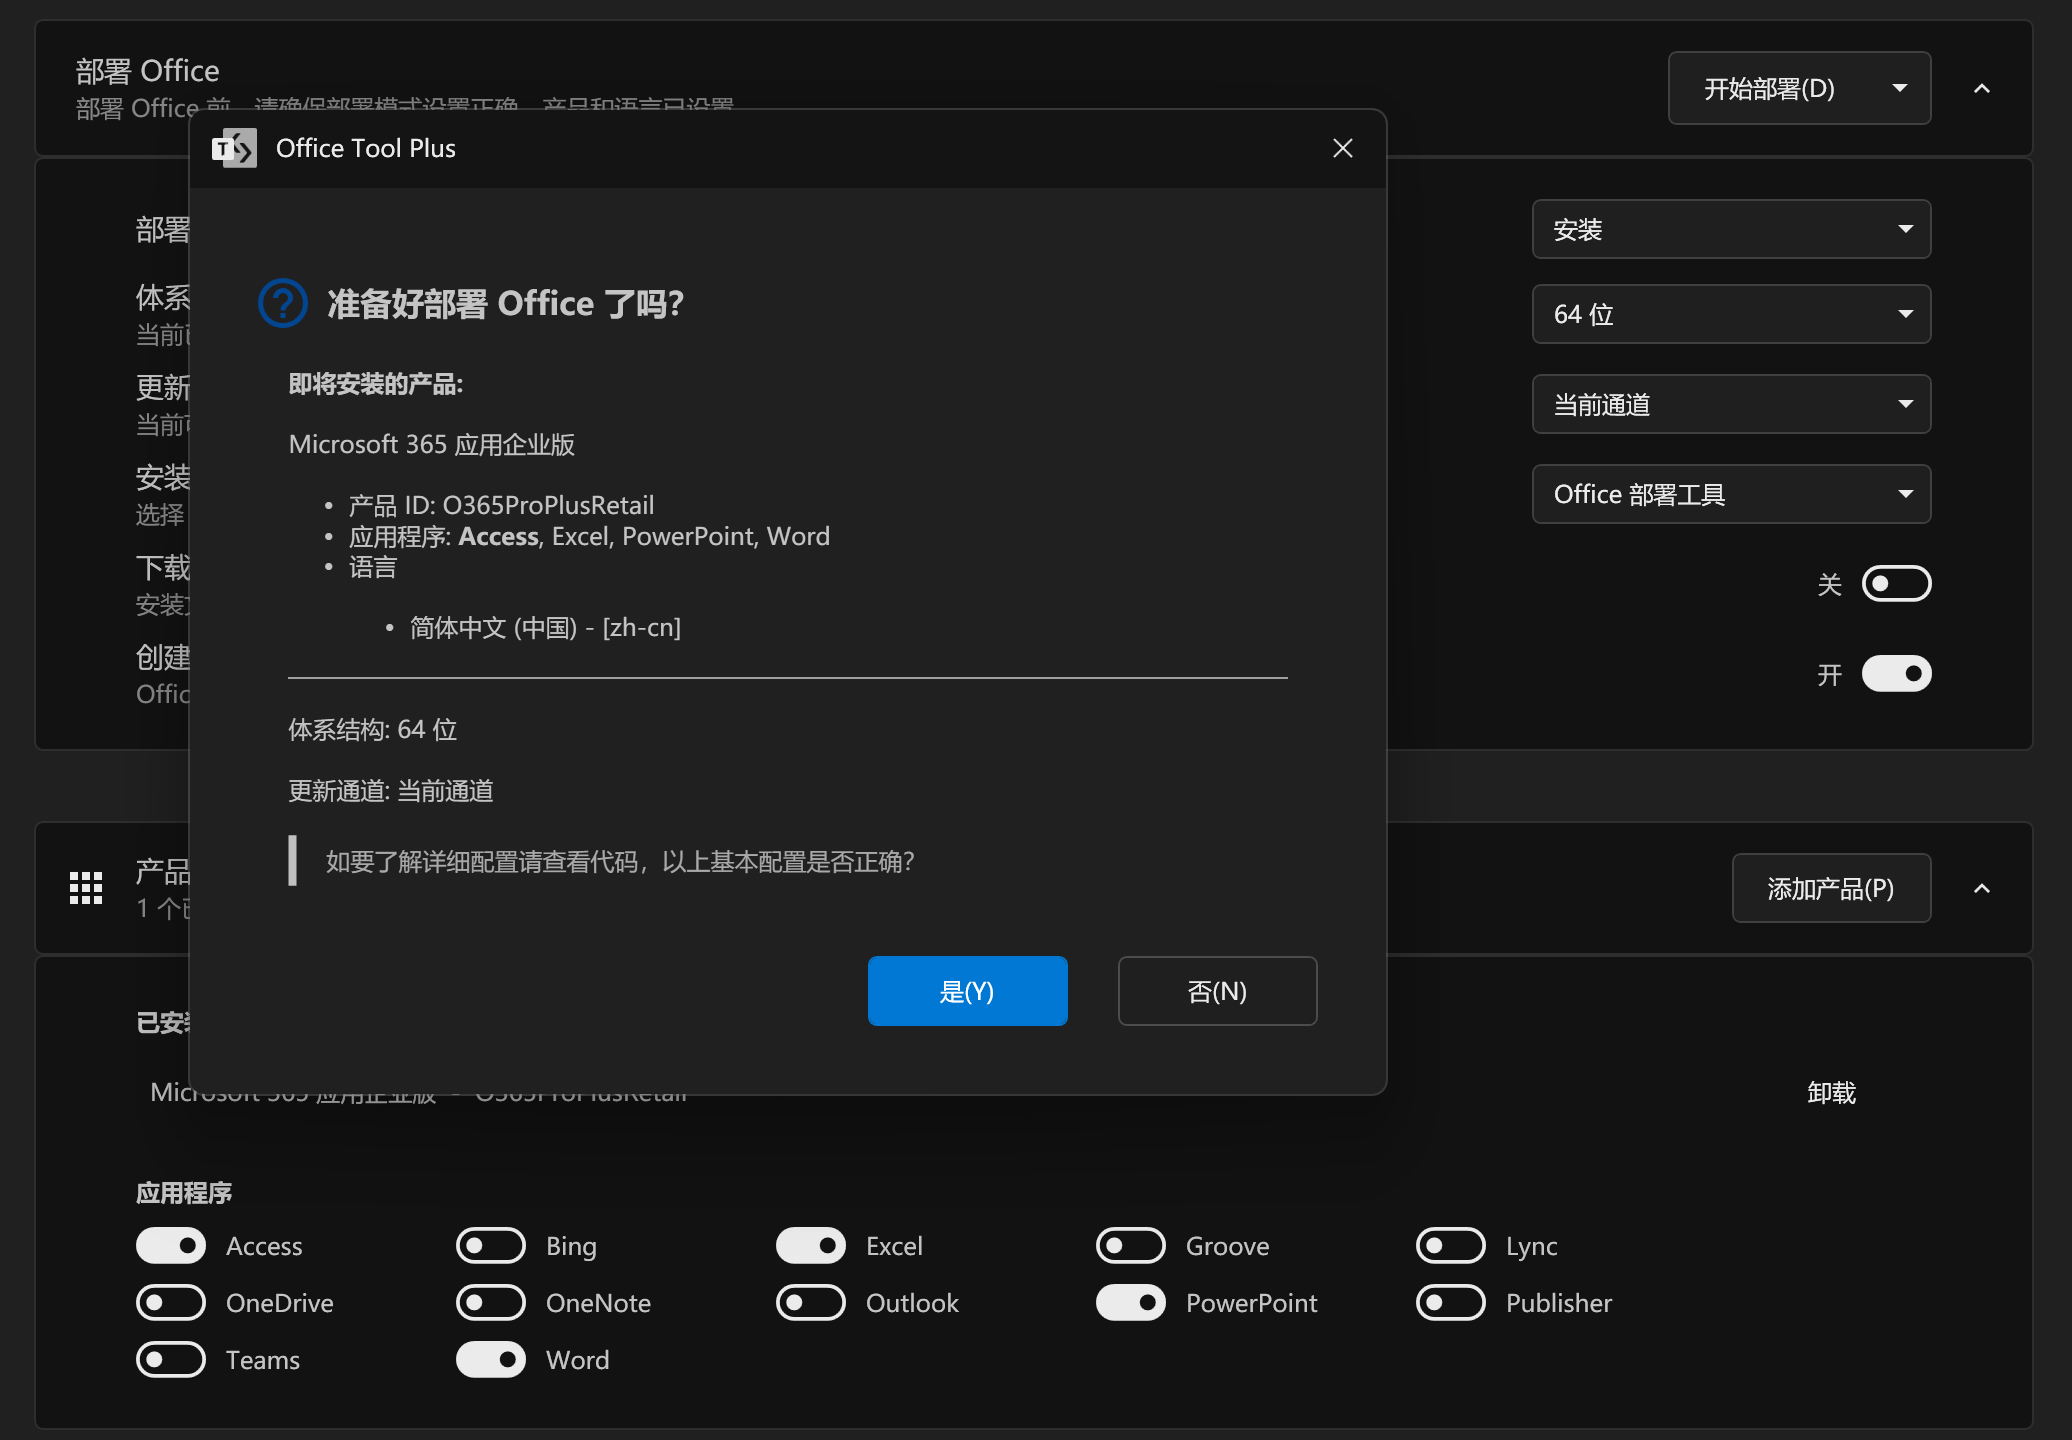 部署 Office
开始部署(D)
部署 Office 前，请确保部署模式设置正确，产品和语言已设置
Office Tool Plus
部署
安装
准备好部署 Office 了吗?
体系
64 位
当前
即将安装的产品:
更新
当前通道
当前
Microsoft 365 应用企业版
安装
Office 部署工具
选择
• 产品 ID: O365ProPlusRetail
• 应用程序: Access, Excel, PowerPoint, Word
• 语言
下载
关
安装
• 简体中文 (中国) - [zh-cn]
创建
开
Offic
体系结构: 64 位
更新通道: 当前通道
如要了解详细配置请查看代码，以上基本配置是否正确?
产品
添加产品(P)
1 个
是(Y)
否(N)
已安
Microsoft 365 应用企业版 - O365ProPlusRetail
卸载
应用程序
Access Bing Excel Groove Lync
OneDrive OneNote Outlook PowerPoint Publisher
Teams Word